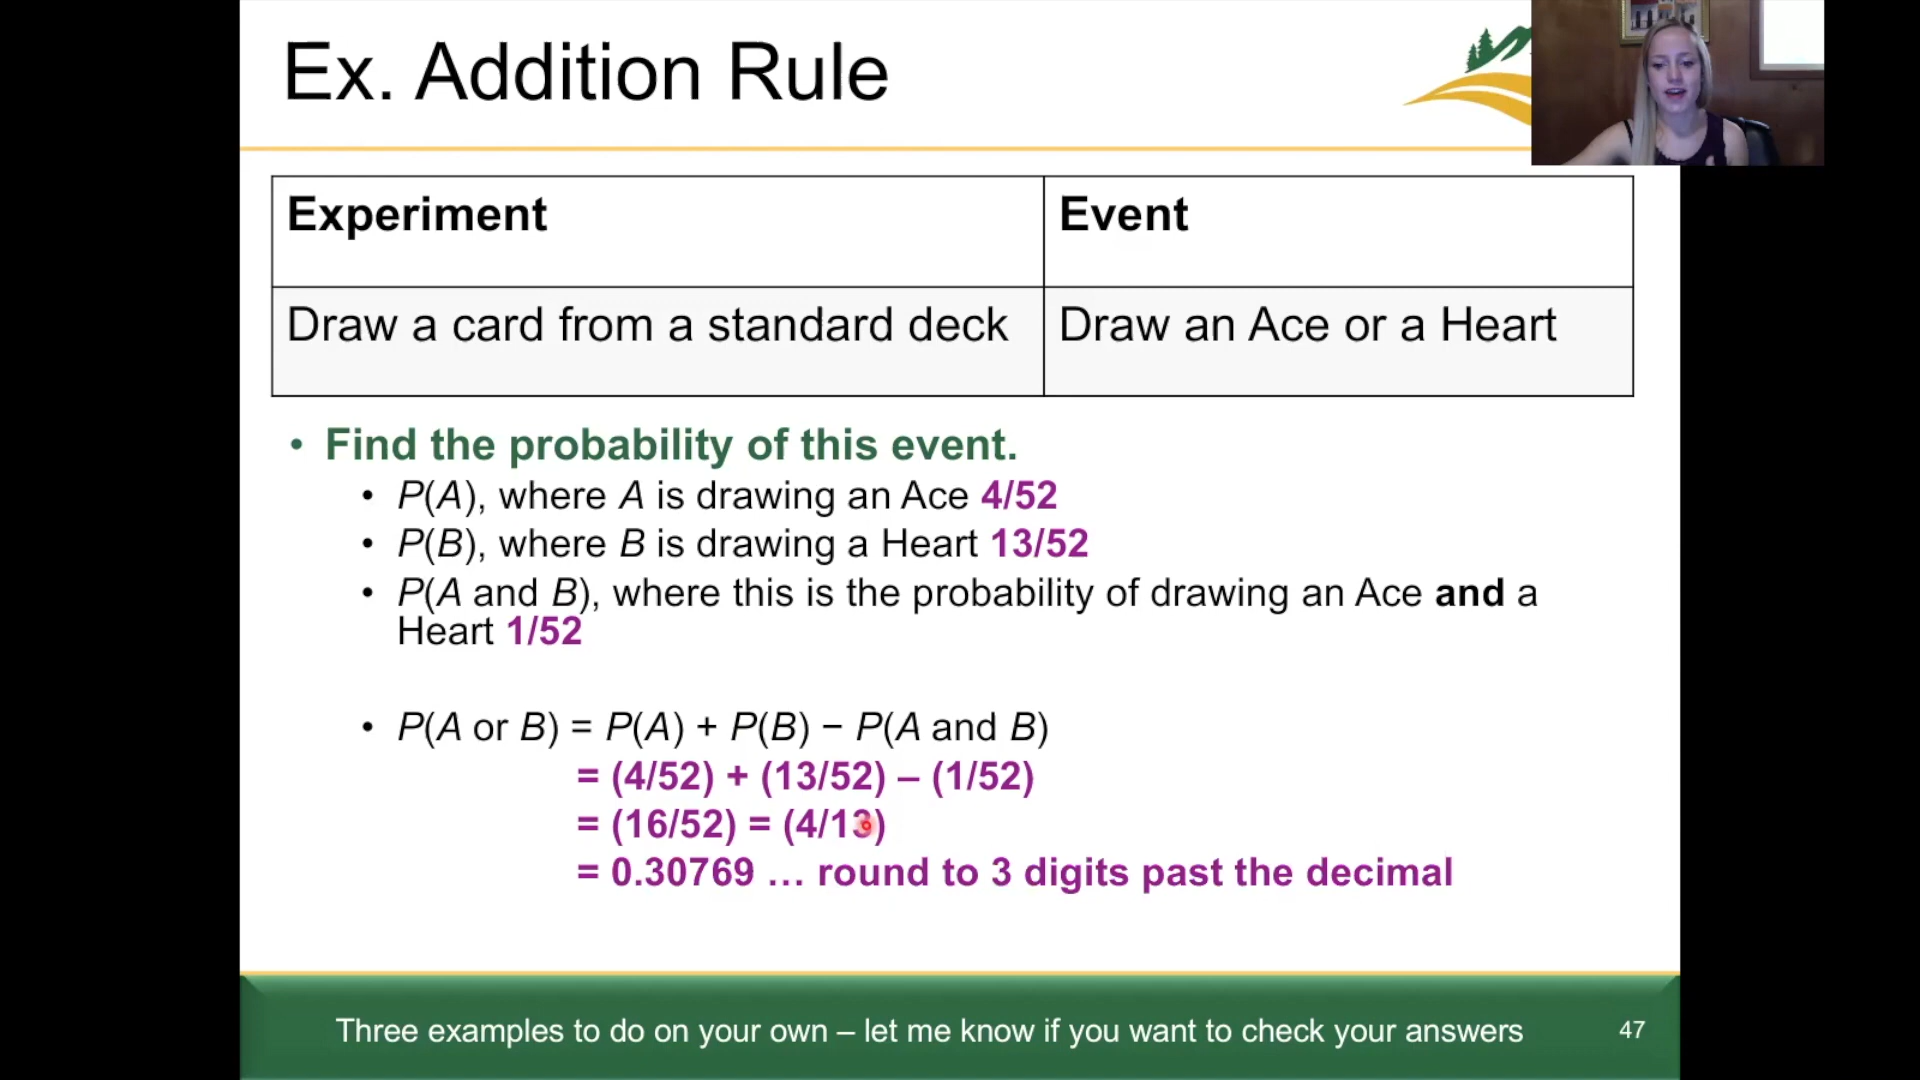 Ex. Addition Rule
Experiment
Event
Draw a card from a standard deck
Draw an Ace or a Heart
• Find the probability of this event.
• P(A), where A is drawing an Ace 4/52
• P(B), where B is drawing a Heart 13/52
• P(A and B), where this is the probability of drawing an Ace and a
Heart 1/52
• P(A or B) = P(A) + P(B) − P(A and B)
= (4/52) + (13/52) – (1/52)
= (16/52) = (4/13)
= 0.30769 … round to 3 digits past the decimal
Three examples to do on your own – let me know if you want to check your answers
47